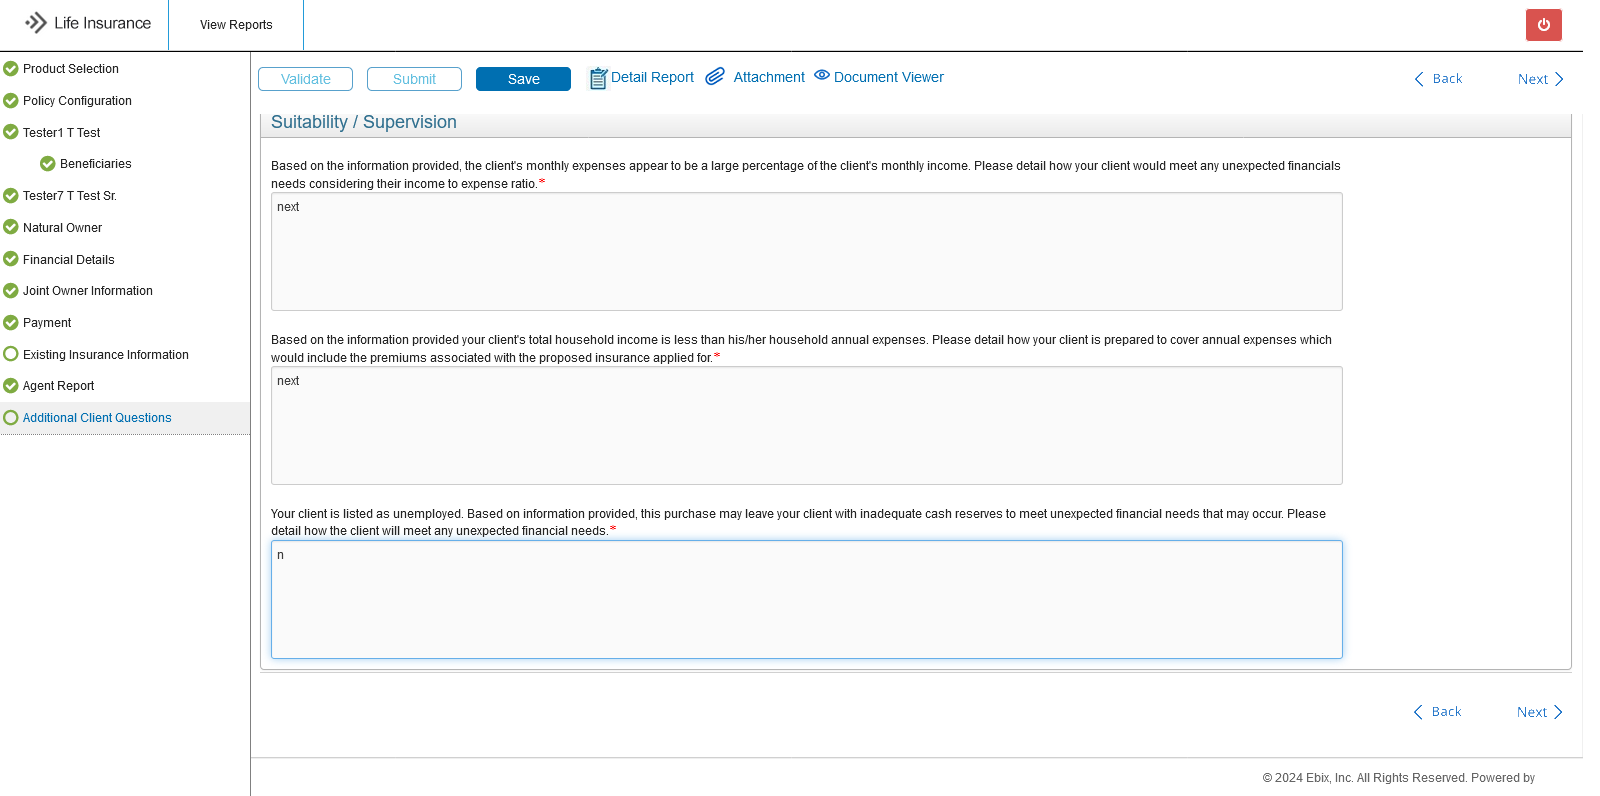 Life Insurance
View Reports
Product Selection
Policy Configuration
Tester1 T Test
Beneficiaries
Tester7 T Test Sr.
Natural Owner
Financial Details
Joint Owner Information
Payment
Existing Insurance Information
Agent Report
Additional Client Questions
Validate
Submit
Save
Detail Report
Attachment
Document Viewer
Back
Next
Suitability / Supervision
Based on the information provided, the client's monthly expenses appear to be a large percentage of the client's monthly income. Please detail how your client would meet any unexpected financials
needs considering their income to expense ratio.*
next
Based on the information provided your client's total household income is less than his/her household annual expenses. Please detail how your client is prepared to cover annual expenses which
would include the premiums associated with the proposed insurance applied for.*
next
Your client is listed as unemployed. Based on information provided, this purchase may leave your client with inadequate cash reserves to meet unexpected financial needs that may occur. Please
detail how the client will meet any unexpected financial needs.*
n
Back
Next
© 2024 Ebix, Inc. All Rights Reserved. Powered by